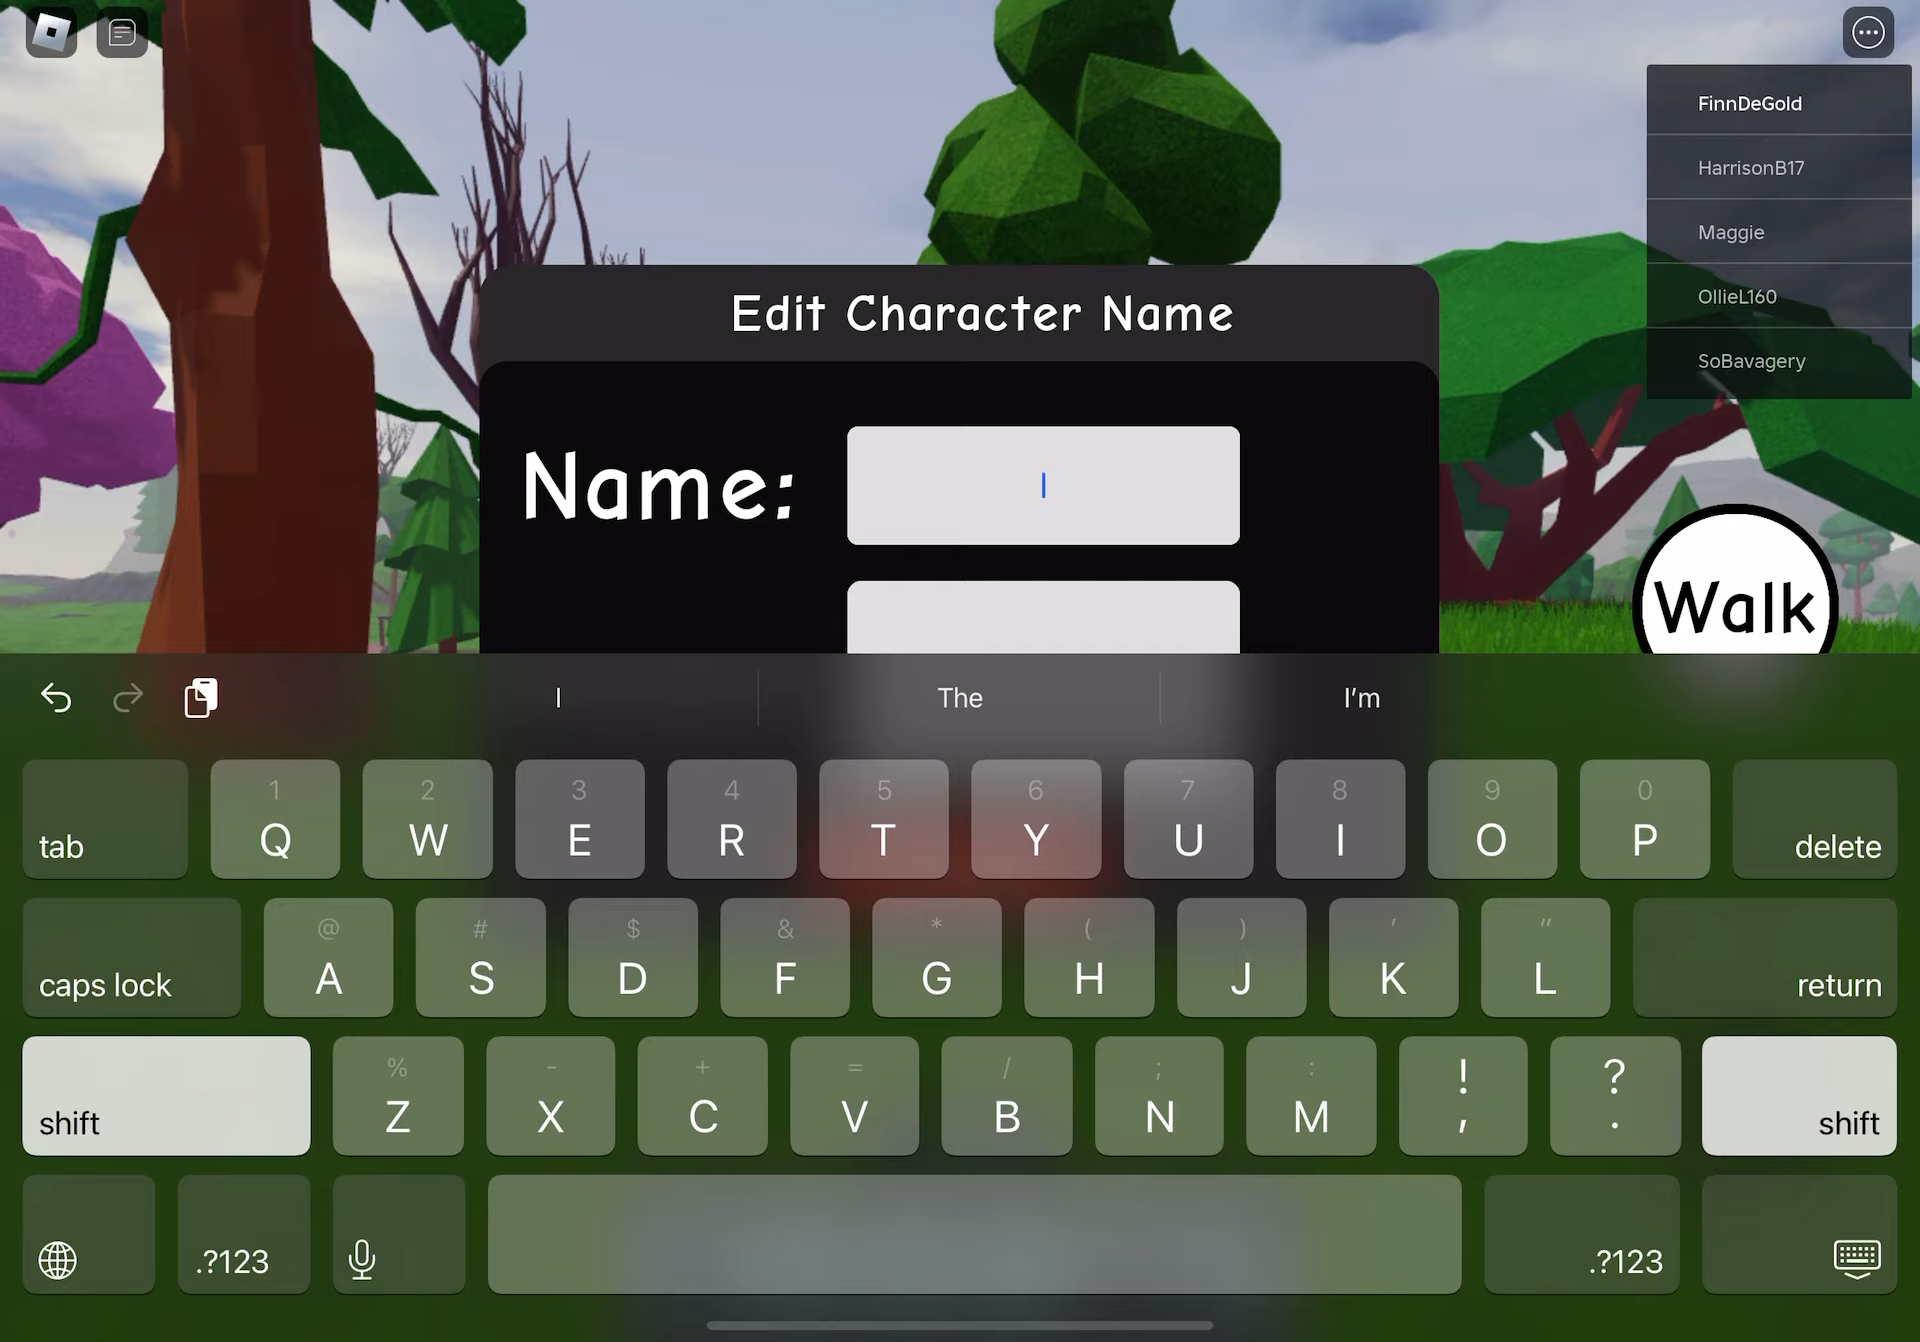 FinnDeGold
HarrisonB17
Maggie
OllieL160
SoBavagery
Edit Character Name
Name:
Walk
I The I'm
1 2 3 4 5 6 7 8 9 0
tab Q W E R T Y U I O P delete
@ # $ & * ( ) ' "
caps lock A S D F G H J K L return
% - + = / ; : ! ?
shift Z X C V B N M , . shift
.?123 .?123